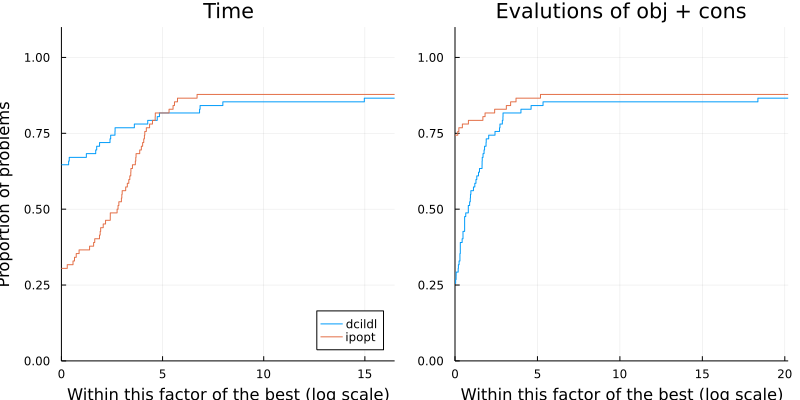 Time
Proportion of problems
1.00
0.75
0.50
0.25
0.00
0 5 10 15
Within this factor of the best (log scale)
dcildl
ipopt
Evalutions of obj + cons
1.00
0.75
0.50
0.25
0.00
0 5 10 15 20
Within this factor of the best (log scale)